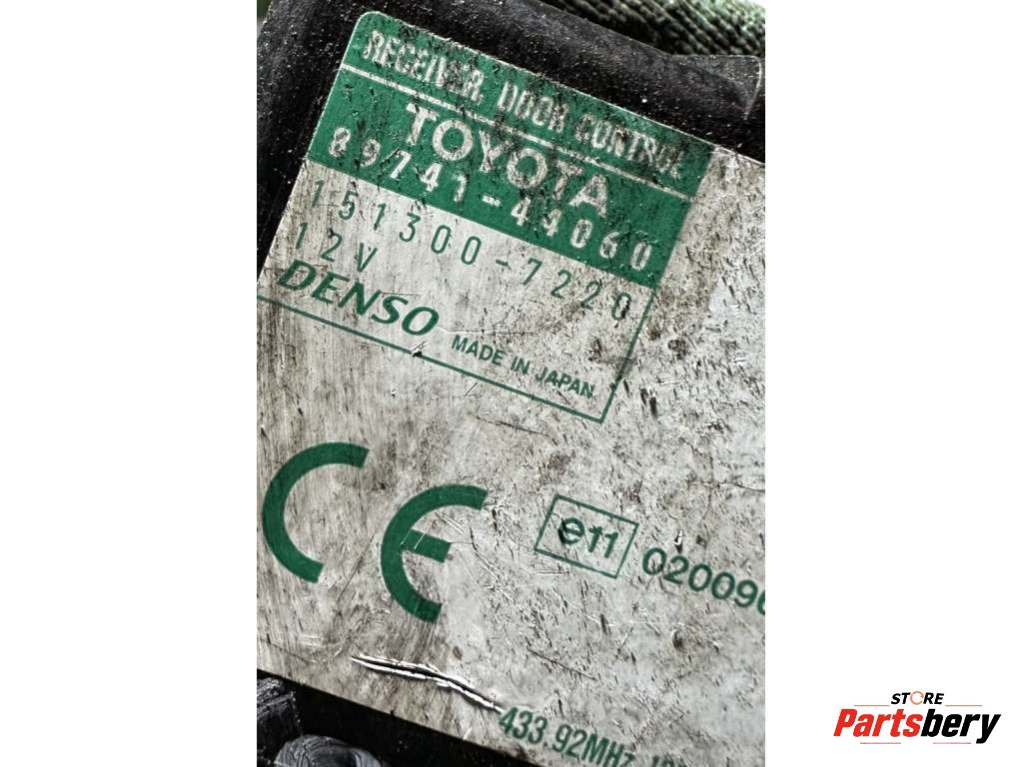 RECEIVER, DOOR CONTROL
TOYOTA
89741-44060
151300-7220
12V
DENSO
MADE IN JAPAN
CE
e11
020096
433.92MHz
STORE
Partsbery